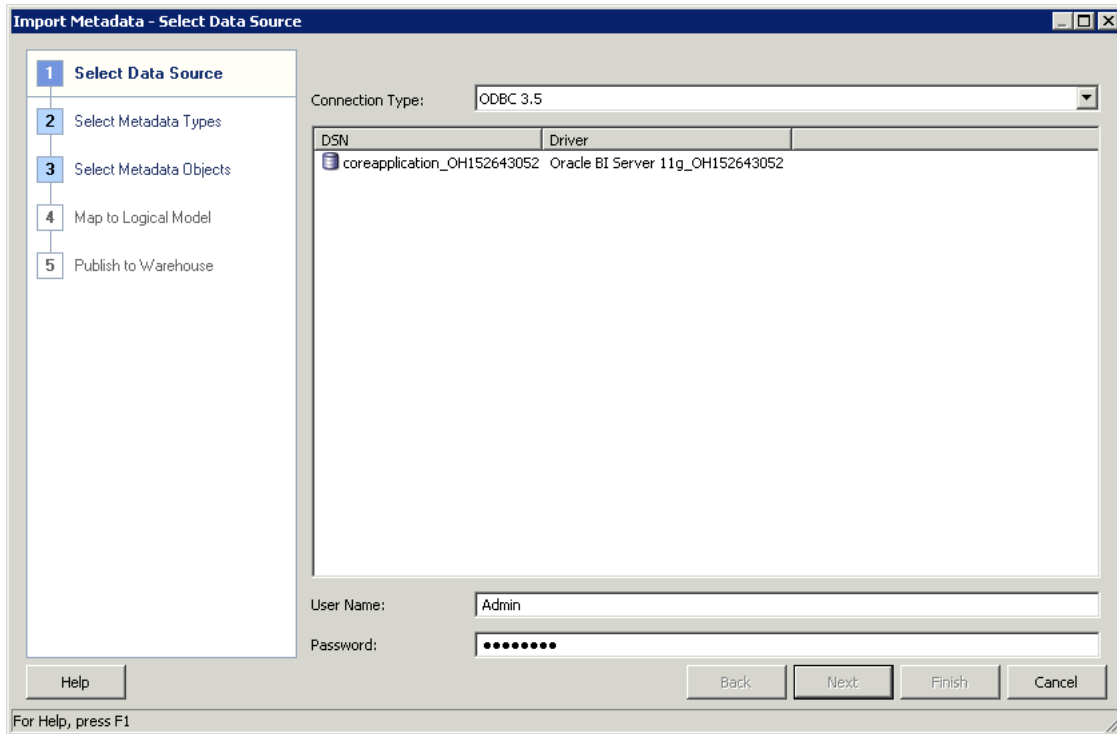 Import Metadata - Select Data Source
1 Select Data Source
2 Select Metadata Types
3 Select Metadata Objects
4 Map to Logical Model
5 Publish to Warehouse
Connection Type: ODBC 3.5
DSN Driver
coreapplication_OH152643052 Oracle BI Server 11g_OH152643052
User Name: Admin
Password: ●●●●●●●●
Help Back Next Finish Cancel
For Help, press F1